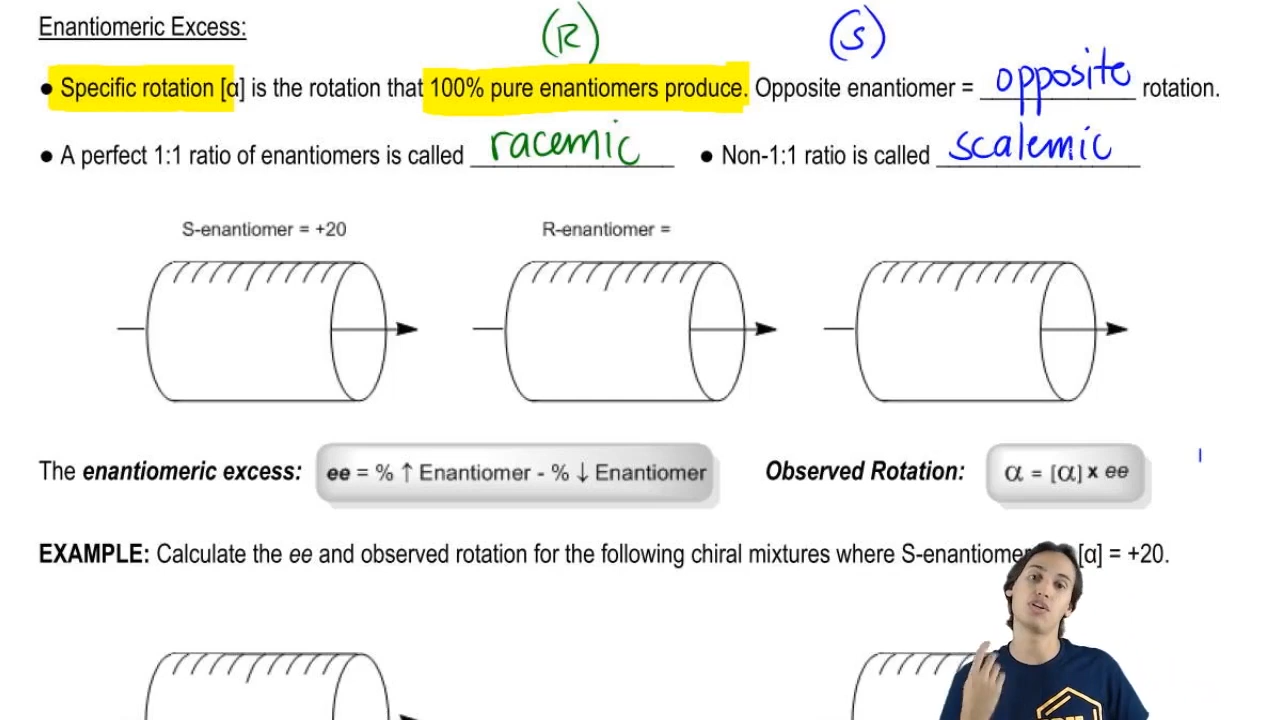 Enantiomeric Excess:
(R) (S)
● Specific rotation [α] is the rotation that 100% pure enantiomers produce. Opposite enantiomer = opposite rotation.
● A perfect 1:1 ratio of enantiomers is called racemic ● Non-1:1 ratio is called scalemic
S-enantiomer = +20 R-enantiomer =
The enantiomeric excess: ee = % ↑ Enantiomer - % ↓ Enantiomer Observed Rotation: α = [α] x ee
EXAMPLE: Calculate the ee and observed rotation for the following chiral mixtures where S-enantiomer [α] = +20.